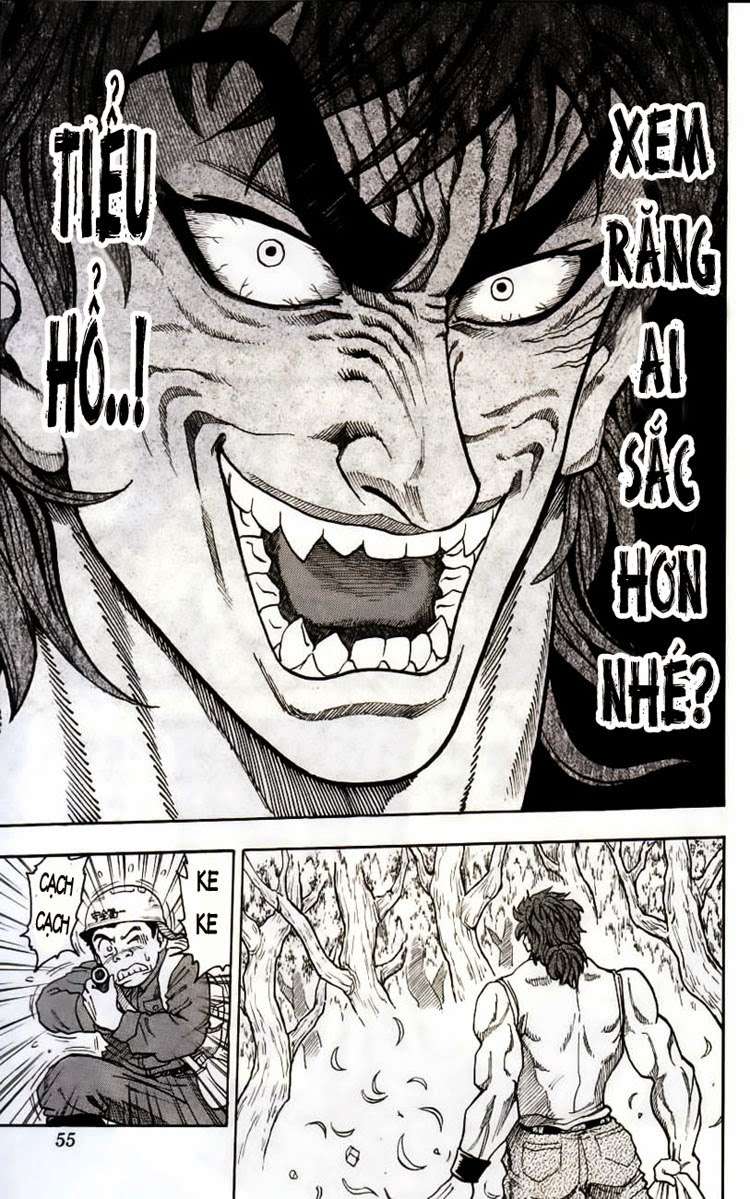 XEM
RĂNG
AI
SẮC
HƠN
NHÉ?
TIỂU
HỔ..!
KE
KE
CẠCH
CẠCH
55